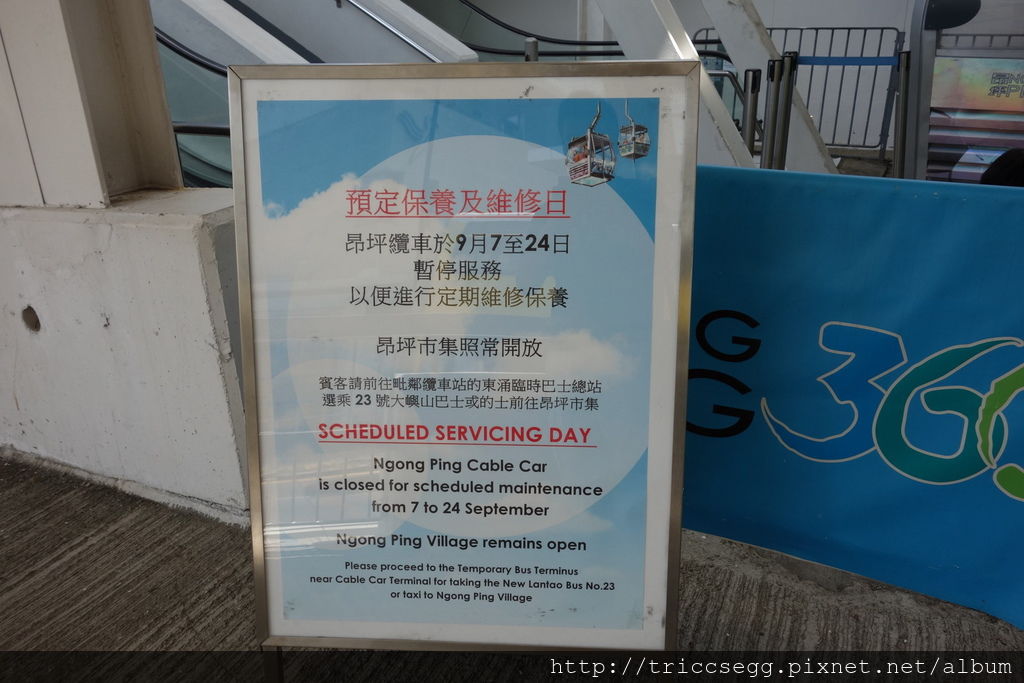 預定保養及維修日
昂坪纜車於9月7至24日
暫停服務
以便進行定期維修保養
昂坪市集照常開放
賓客請前往毗鄰纜車站的東涌臨時巴士總站
選乘 23 號大嶼山巴士或的士前往昂坪市集
SCHEDULED SERVICING DAY
Ngong Ping Cable Car
is closed for scheduled maintenance
from 7 to 24 September
Ngong Ping Village remains open
Please proceed to the Temporary Bus Terminus
near Cable Car Terminal for taking the New Lantao Bus No.23
or taxi to Ngong Ping Village
G
G
360
http://triccsegg.pixnet.net/album